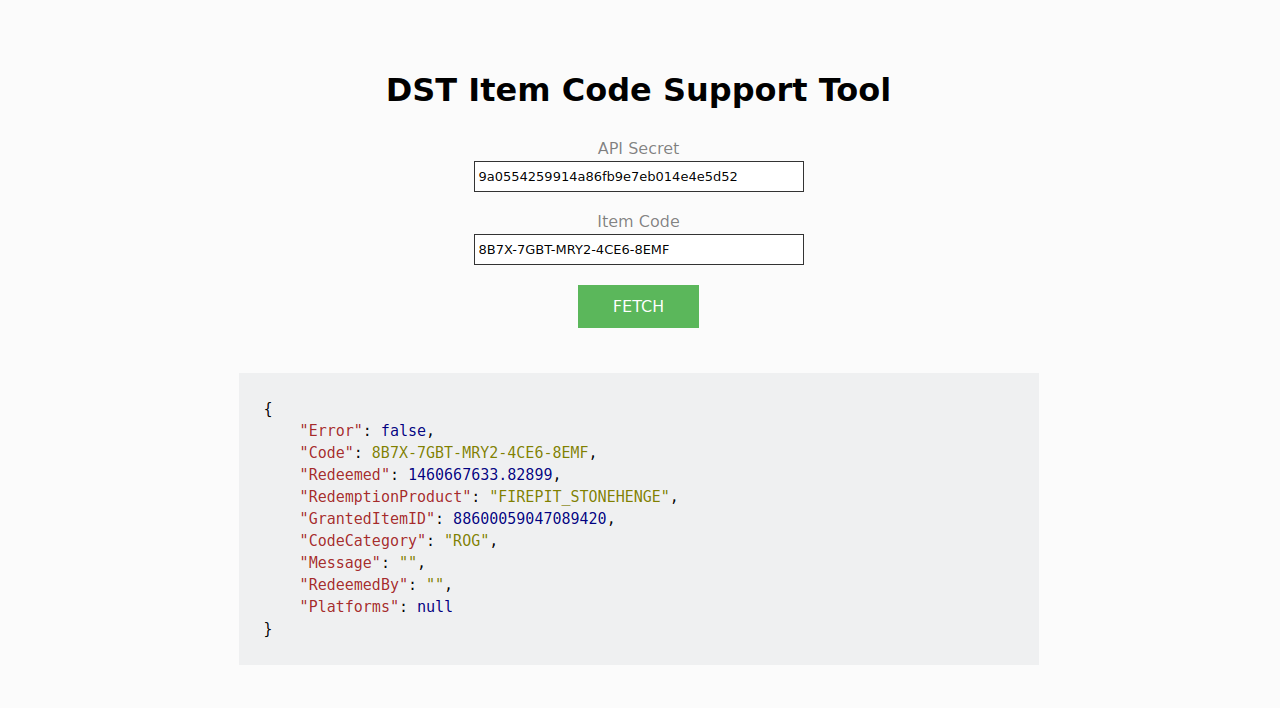 DST Item Code Support Tool
API Secret
9a0554259914a86fb9e7eb014e4e5d52
Item Code
8B7X-7GBT-MRY2-4CE6-8EMF
FETCH
{
    "Error": false,
    "Code": 8B7X-7GBT-MRY2-4CE6-8EMF,
    "Redeemed": 1460667633.82899,
    "RedemptionProduct": "FIREPIT_STONEHENGE",
    "GrantedItemID": 88600059047089420,
    "CodeCategory": "ROG",
    "Message": "",
    "RedeemedBy": "",
    "Platforms": null
}